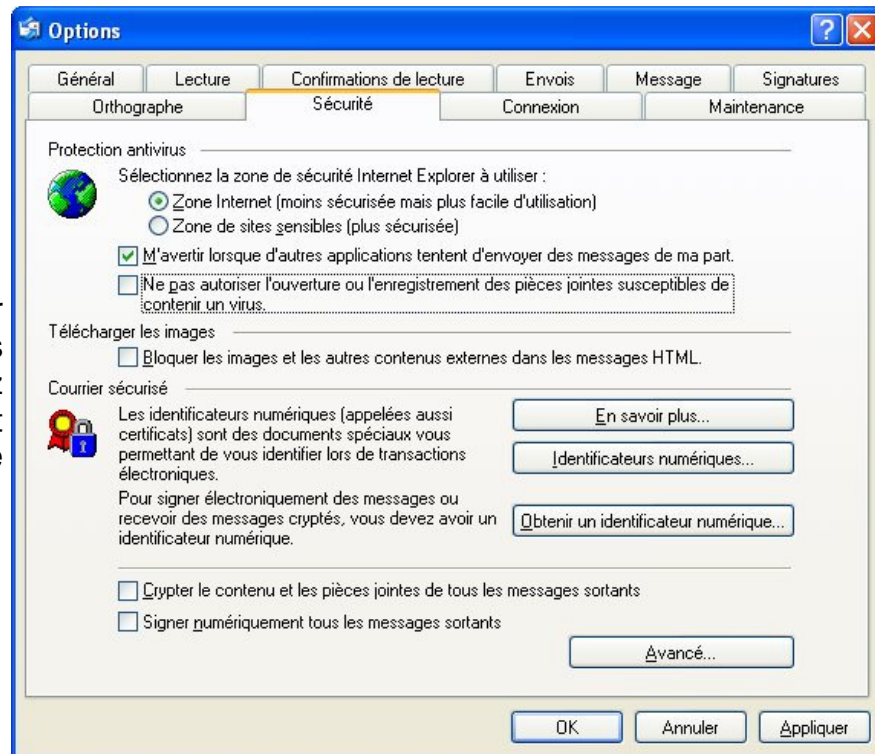 Options
Général Lecture Confirmations de lecture Envois Message Signatures
Orthographe Sécurité Connexion Maintenance
Protection antivirus
Sélectionnez la zone de sécurité Internet Explorer à utiliser :
Zone Internet (moins sécurisée mais plus facile d'utilisation)
Zone de sites sensibles (plus sécurisée)
M'avertir lorsque d'autres applications tentent d'envoyer des messages de ma part.
Ne pas autoriser l'ouverture ou l'enregistrement des pièces jointes susceptibles de
contenir un virus.
Télécharger les images
Bloquer les images et les autres contenus externes dans les messages HTML.
Courrier sécurisé
Les identificateurs numériques (appelées aussi
certificats) sont des documents spéciaux vous
permettant de vous identifier lors de transactions
électroniques.
En savoir plus...
Identificateurs numériques...
Pour signer électroniquement des messages ou
recevoir des messages cryptés, vous devez avoir un
identificateur numérique.
Obtenir un identificateur numérique...
Crypter le contenu et les pièces jointes de tous les messages sortants
Signer numériquement tous les messages sortants
Avancé...
OK Annuler Appliquer